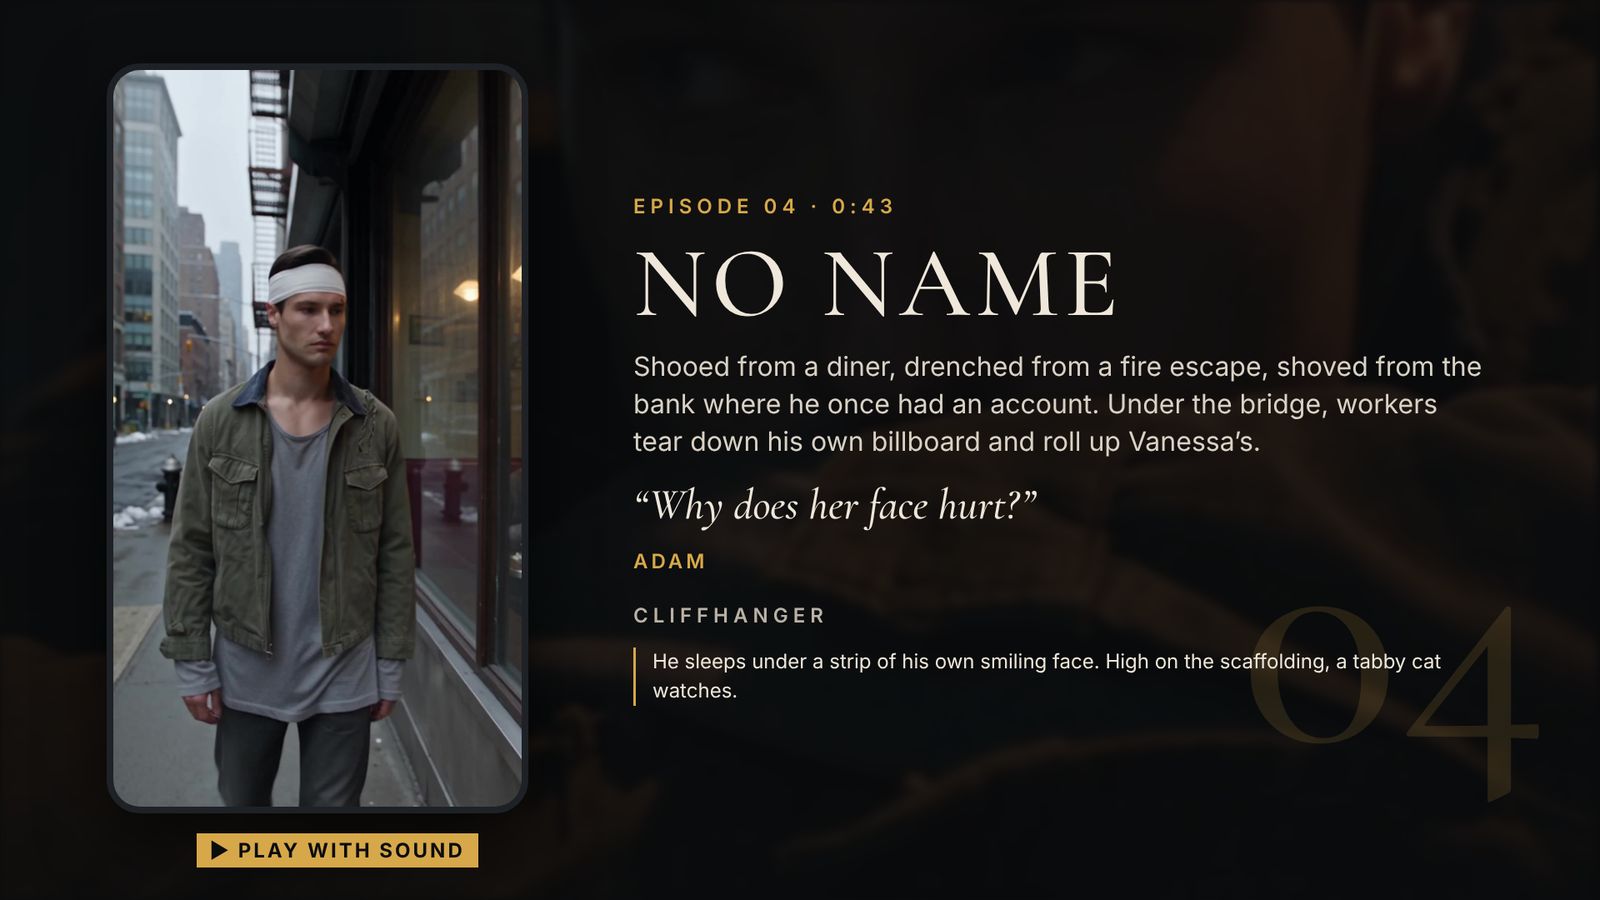 EPISODE 04 · 0:43
NO NAME
Shooed from a diner, drenched from a fire escape, shoved from the
bank where he once had an account. Under the bridge, workers
tear down his own billboard and roll up Vanessa’s.
“Why does her face hurt?”
ADAM
CLIFFHANGER
He sleeps under a strip of his own smiling face. High on the scaffolding, a tabby cat
watches.
04
▶ PLAY WITH SOUND